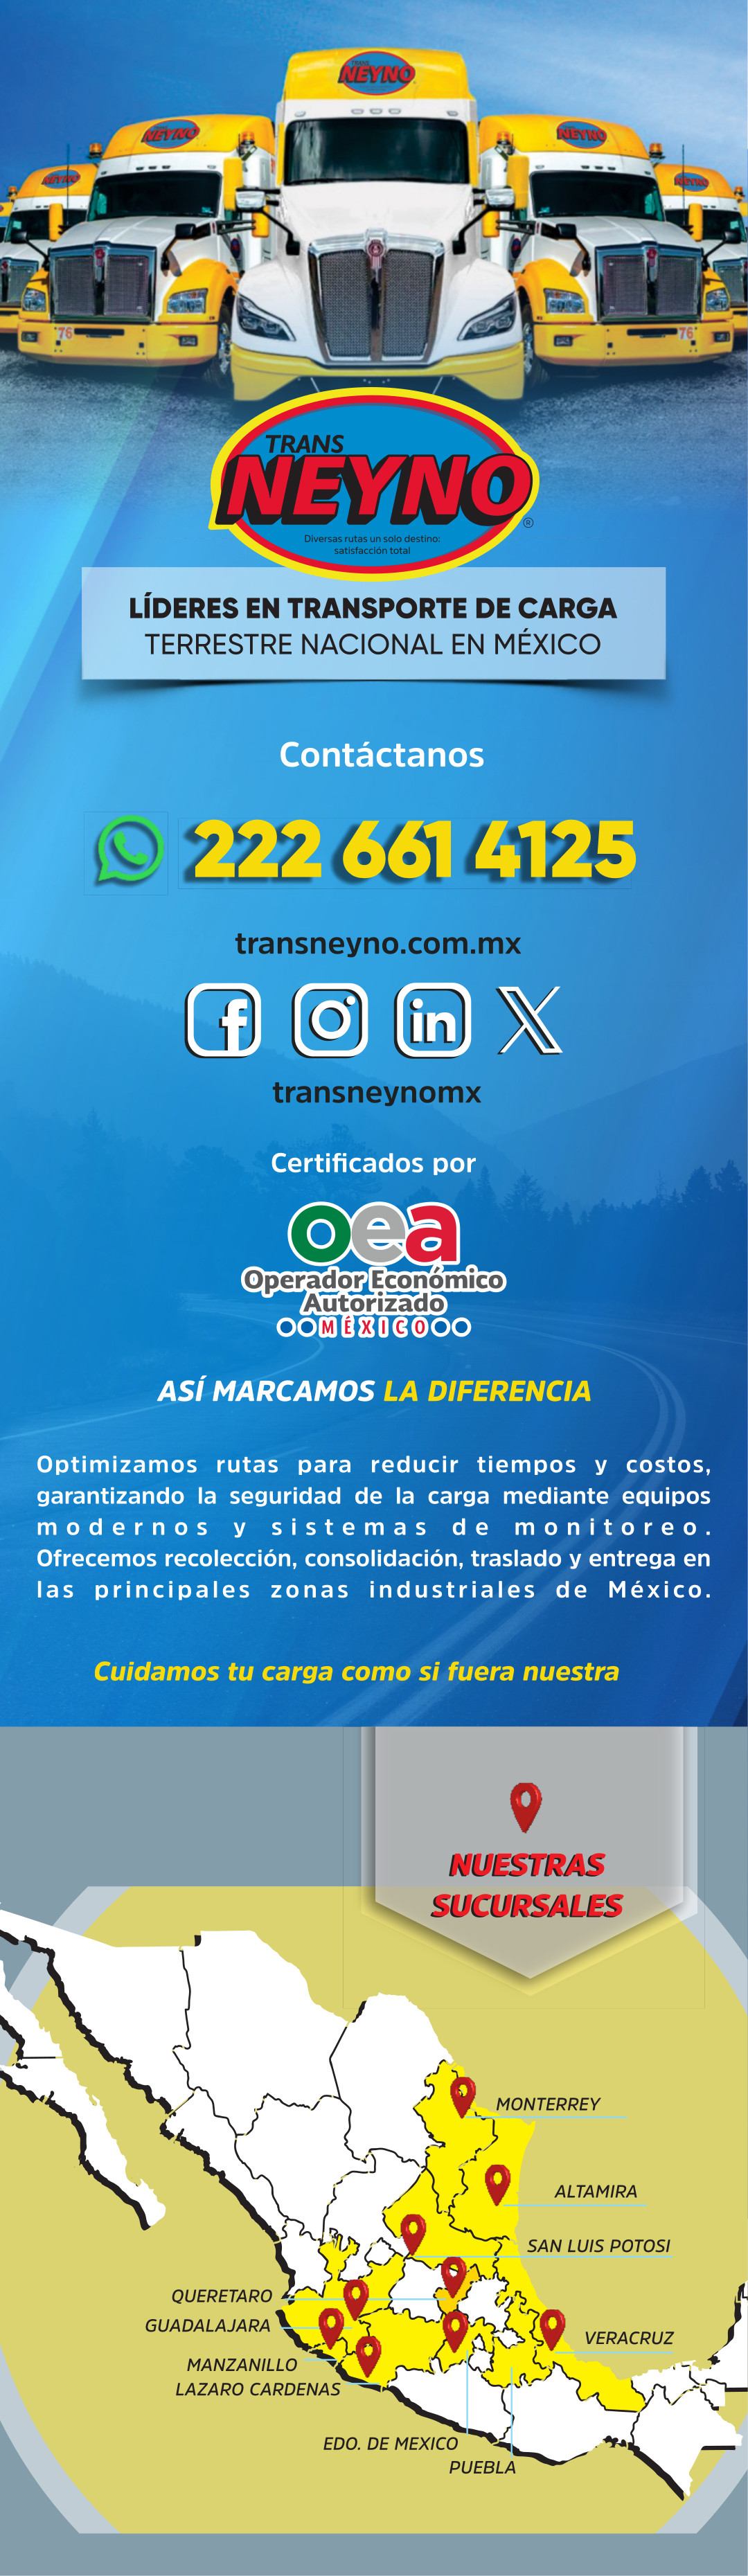 TRANS
NEYNO
NEYNO
NEYNO
NEYNO
NEYNO
76
76
TRANS
NEYNO
®
Diversas rutas un solo destino:
satisfacción total
LÍDERES EN TRANSPORTE DE CARGA
TERRESTRE NACIONAL EN MÉXICO
Contáctanos
222 661 4125
transneyno.com.mx
transneynomx
Certificados por
oea
Operador Económico
Autorizado
MÉXICO
ASÍ MARCAMOS LA DIFERENCIA
Optimizamos rutas para reducir tiempos y costos,
garantizando la seguridad de la carga mediante equipos
modernos y sistemas de monitoreo.
Ofrecemos recolección, consolidación, traslado y entrega en
las principales zonas industriales de México.
Cuidamos tu carga como si fuera nuestra
NUESTRAS
SUCURSALES
MONTERREY
ALTAMIRA
SAN LUIS POTOSI
QUERETARO
GUADALAJARA
VERACRUZ
MANZANILLO
LAZARO CARDENAS
EDO. DE MEXICO
PUEBLA